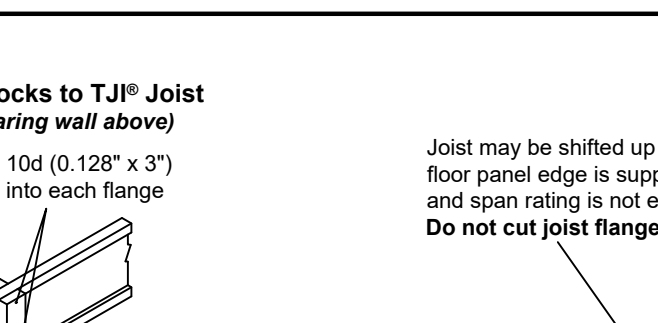 ocks to TJI® Joist
aring wall above)
10d (0.128" x 3")
into each flange
Joist may be shifted up
floor panel edge is supp
and span rating is not e
Do not cut joist flange